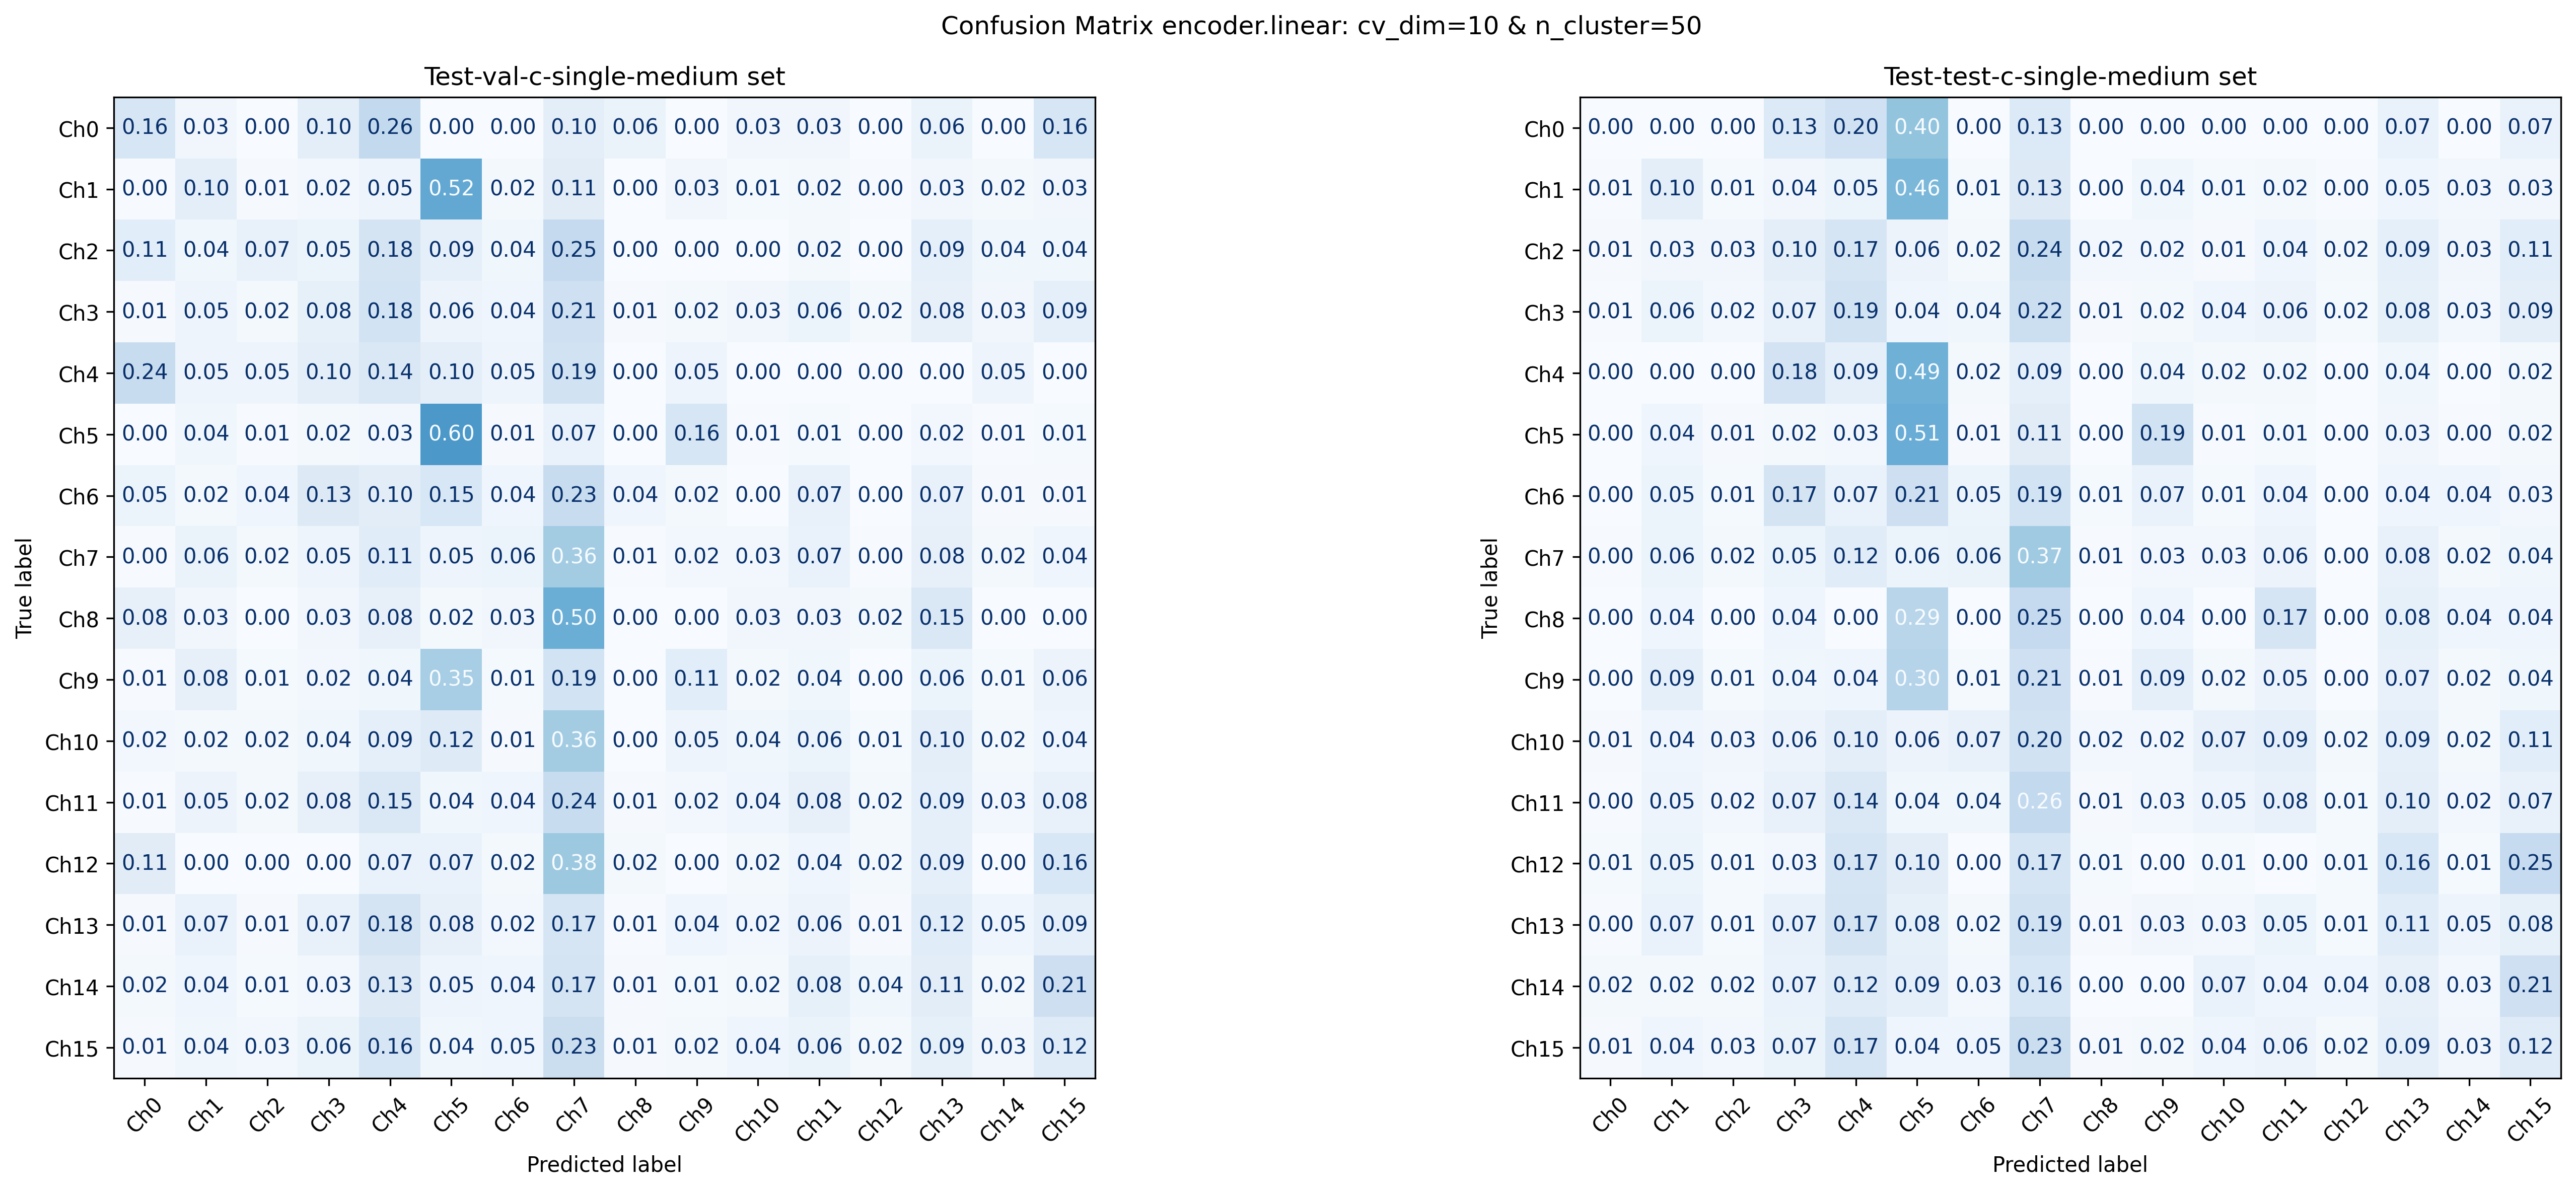 Confusion Matrix encoder.linear: cv_dim=10 & n_cluster=50
Test-val-c-single-medium set
True label
Ch0 0.16 0.03 0.00 0.10 0.26 0.00 0.00 0.10 0.06 0.00 0.03 0.03 0.00 0.06 0.00 0.16
Ch1 0.00 0.10 0.01 0.02 0.05 0.52 0.02 0.11 0.00 0.03 0.01 0.02 0.00 0.03 0.02 0.03
Ch2 0.11 0.04 0.07 0.05 0.18 0.09 0.04 0.25 0.00 0.00 0.00 0.02 0.00 0.09 0.04 0.04
Ch3 0.01 0.05 0.02 0.08 0.18 0.06 0.04 0.21 0.01 0.02 0.03 0.06 0.02 0.08 0.03 0.09
Ch4 0.24 0.05 0.05 0.10 0.14 0.10 0.05 0.19 0.00 0.05 0.00 0.00 0.00 0.00 0.05 0.00
Ch5 0.00 0.04 0.01 0.02 0.03 0.60 0.01 0.07 0.00 0.16 0.01 0.01 0.00 0.02 0.01 0.01
Ch6 0.05 0.02 0.04 0.13 0.10 0.15 0.04 0.23 0.04 0.02 0.00 0.07 0.00 0.07 0.01 0.01
Ch7 0.00 0.06 0.02 0.05 0.11 0.05 0.06 0.36 0.01 0.02 0.03 0.07 0.00 0.08 0.02 0.04
Ch8 0.08 0.03 0.00 0.03 0.08 0.02 0.03 0.50 0.00 0.00 0.03 0.03 0.02 0.15 0.00 0.00
Ch9 0.01 0.08 0.01 0.02 0.04 0.35 0.01 0.19 0.00 0.11 0.02 0.04 0.00 0.06 0.01 0.06
Ch10 0.02 0.02 0.02 0.04 0.09 0.12 0.01 0.36 0.00 0.05 0.04 0.06 0.01 0.10 0.02 0.04
Ch11 0.01 0.05 0.02 0.08 0.15 0.04 0.04 0.24 0.01 0.02 0.04 0.08 0.02 0.09 0.03 0.08
Ch12 0.11 0.00 0.00 0.00 0.07 0.07 0.02 0.38 0.02 0.00 0.02 0.04 0.02 0.09 0.00 0.16
Ch13 0.01 0.07 0.01 0.07 0.18 0.08 0.02 0.17 0.01 0.04 0.02 0.06 0.01 0.12 0.05 0.09
Ch14 0.02 0.04 0.01 0.03 0.13 0.05 0.04 0.17 0.01 0.01 0.02 0.08 0.04 0.11 0.02 0.21
Ch15 0.01 0.04 0.03 0.06 0.16 0.04 0.05 0.23 0.01 0.02 0.04 0.06 0.02 0.09 0.03 0.12
Ch0 Ch1 Ch2 Ch3 Ch4 Ch5 Ch6 Ch7 Ch8 Ch9 Ch10 Ch11 Ch12 Ch13 Ch14 Ch15
Predicted label
Test-test-c-single-medium set
True label
Ch0 0.00 0.00 0.00 0.13 0.20 0.40 0.00 0.13 0.00 0.00 0.00 0.00 0.00 0.07 0.00 0.07
Ch1 0.01 0.10 0.01 0.04 0.05 0.46 0.01 0.13 0.00 0.04 0.01 0.02 0.00 0.05 0.03 0.03
Ch2 0.01 0.03 0.03 0.10 0.17 0.06 0.02 0.24 0.02 0.02 0.01 0.04 0.02 0.09 0.03 0.11
Ch3 0.01 0.06 0.02 0.07 0.19 0.04 0.04 0.22 0.01 0.02 0.04 0.06 0.02 0.08 0.03 0.09
Ch4 0.00 0.00 0.00 0.18 0.09 0.49 0.02 0.09 0.00 0.04 0.02 0.02 0.00 0.04 0.00 0.02
Ch5 0.00 0.04 0.01 0.02 0.03 0.51 0.01 0.11 0.00 0.19 0.01 0.01 0.00 0.03 0.00 0.02
Ch6 0.00 0.05 0.01 0.17 0.07 0.21 0.05 0.19 0.01 0.07 0.01 0.04 0.00 0.04 0.04 0.03
Ch7 0.00 0.06 0.02 0.05 0.12 0.06 0.06 0.37 0.01 0.03 0.03 0.06 0.00 0.08 0.02 0.04
Ch8 0.00 0.04 0.00 0.04 0.00 0.29 0.00 0.25 0.00 0.04 0.00 0.17 0.00 0.08 0.04 0.04
Ch9 0.00 0.09 0.01 0.04 0.04 0.30 0.01 0.21 0.01 0.09 0.02 0.05 0.00 0.07 0.02 0.04
Ch10 0.01 0.04 0.03 0.06 0.10 0.06 0.07 0.20 0.02 0.02 0.07 0.09 0.02 0.09 0.02 0.11
Ch11 0.00 0.05 0.02 0.07 0.14 0.04 0.04 0.26 0.01 0.03 0.05 0.08 0.01 0.10 0.02 0.07
Ch12 0.01 0.05 0.01 0.03 0.17 0.10 0.00 0.17 0.01 0.00 0.01 0.00 0.01 0.16 0.01 0.25
Ch13 0.00 0.07 0.01 0.07 0.17 0.08 0.02 0.19 0.01 0.03 0.03 0.05 0.01 0.11 0.05 0.08
Ch14 0.02 0.02 0.02 0.07 0.12 0.09 0.03 0.16 0.00 0.00 0.07 0.04 0.04 0.08 0.03 0.21
Ch15 0.01 0.04 0.03 0.07 0.17 0.04 0.05 0.23 0.01 0.02 0.04 0.06 0.02 0.09 0.03 0.12
Ch0 Ch1 Ch2 Ch3 Ch4 Ch5 Ch6 Ch7 Ch8 Ch9 Ch10 Ch11 Ch12 Ch13 Ch14 Ch15
Predicted label